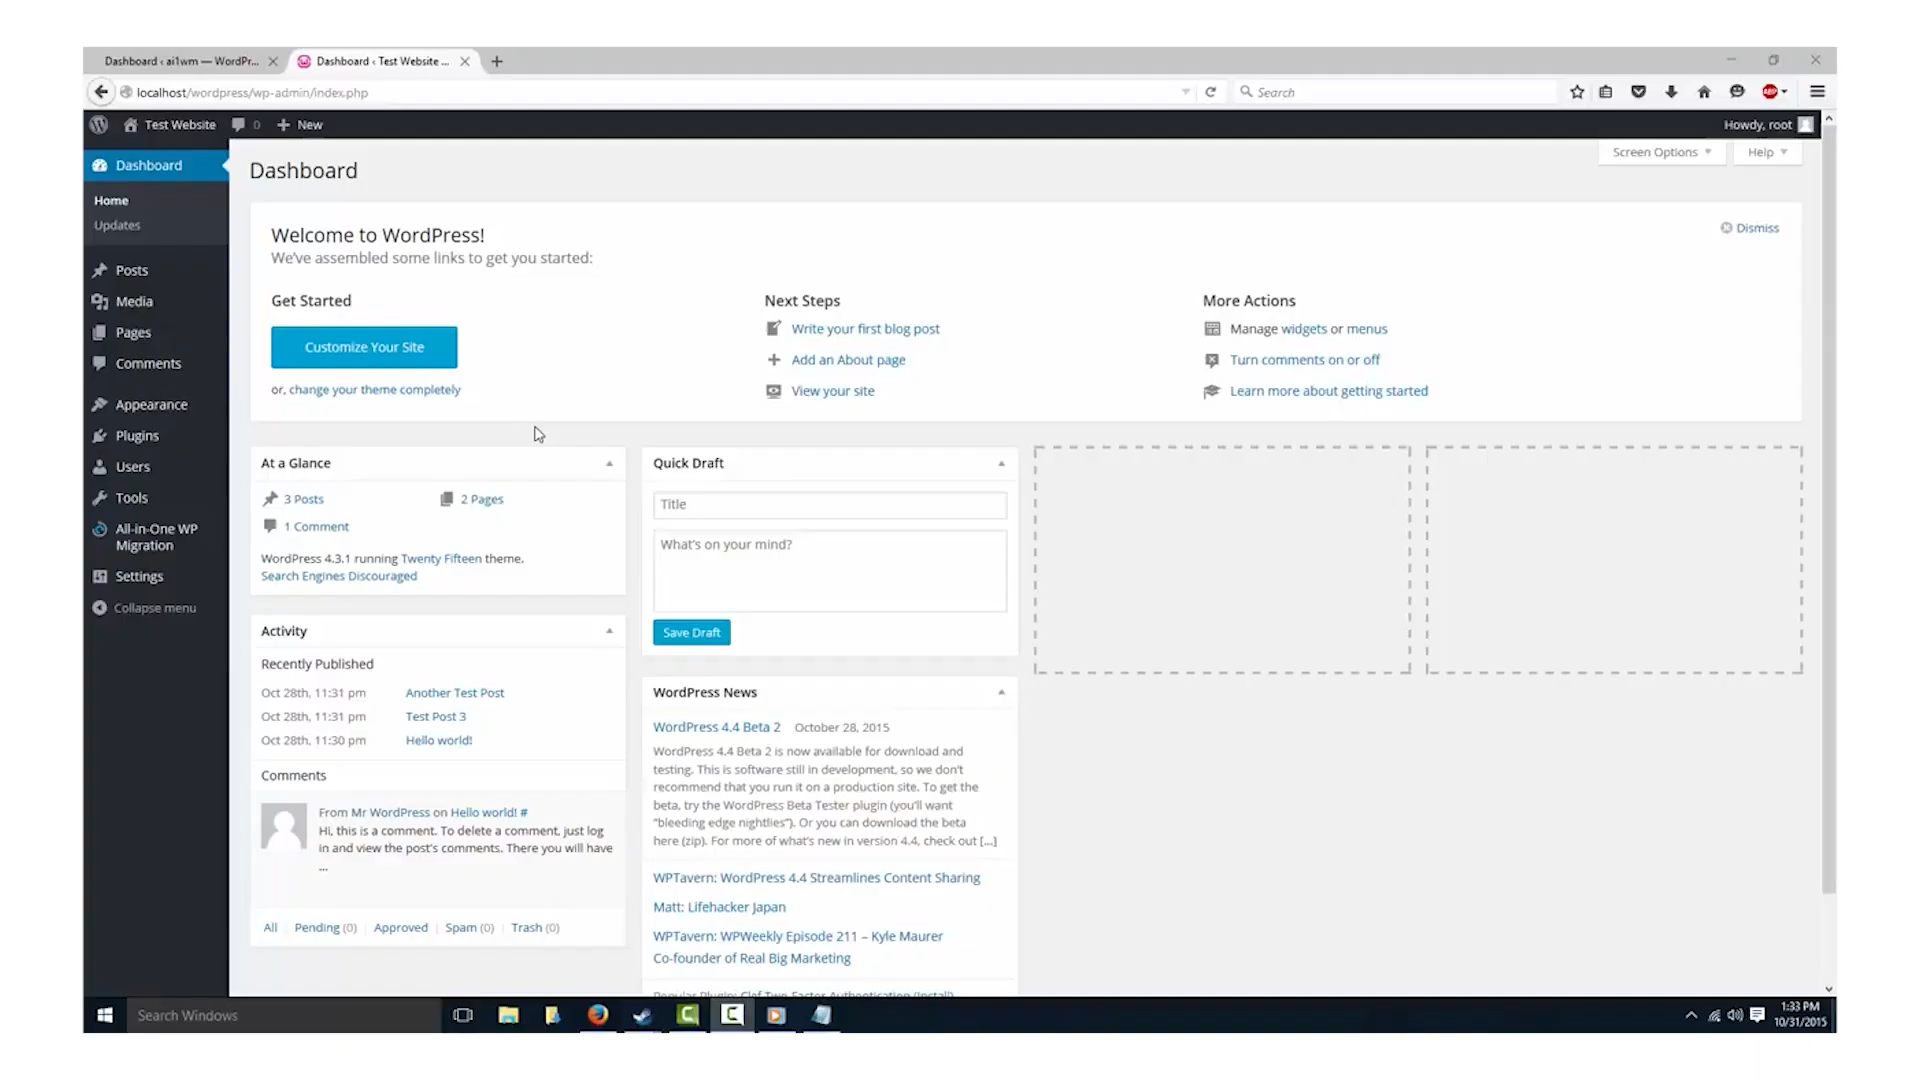 Dashboard ‹ ai1wm — WordPr...
Dashboard ‹ Test Website ...
localhost/wordpress/wp-admin/index.php
Search
ABP
Test Website
0
New
Howdy, root
Dashboard
Home
Updates
Posts
Media
Pages
Comments
Appearance
Plugins
Users
Tools
All-in-One WP
Migration
Settings
Collapse menu
Dashboard
Screen Options
Help
Welcome to WordPress!
We've assembled some links to get you started:
Dismiss
Get Started
Customize Your Site
or, change your theme completely
Next Steps
Write your first blog post
Add an About page
View your site
More Actions
Manage widgets or menus
Turn comments on or off
Learn more about getting started
At a Glance
3 Posts
2 Pages
1 Comment
WordPress 4.3.1 running Twenty Fifteen theme.
Search Engines Discouraged
Activity
Recently Published
Oct 28th, 11:31 pm Another Test Post
Oct 28th, 11:31 pm Test Post 3
Oct 28th, 11:30 pm Hello world!
Comments
From Mr WordPress on Hello world! #
Hi, this is a comment. To delete a comment, just log
in and view the post's comments. There you will have
...
All | Pending (0) | Approved | Spam (0) | Trash (0)
Quick Draft
Title
What's on your mind?
Save Draft
WordPress News
WordPress 4.4 Beta 2 October 28, 2015
WordPress 4.4 Beta 2 is now available for download and
testing. This is software still in development, so we don't
recommend that you run it on a production site. To get the
beta, try the WordPress Beta Tester plugin (you'll want
"bleeding edge nightlies"). Or you can download the beta
here (zip). For more of what's new in version 4.4, check out [...]
WPTavern: WordPress 4.4 Streamlines Content Sharing
Matt: Lifehacker Japan
WPTavern: WPWeekly Episode 211 – Kyle Maurer
Co-founder of Real Big Marketing
Popular Plugin: Clef Two-Factor Authentication (Install)
Search Windows
1:33 PM
10/31/2015